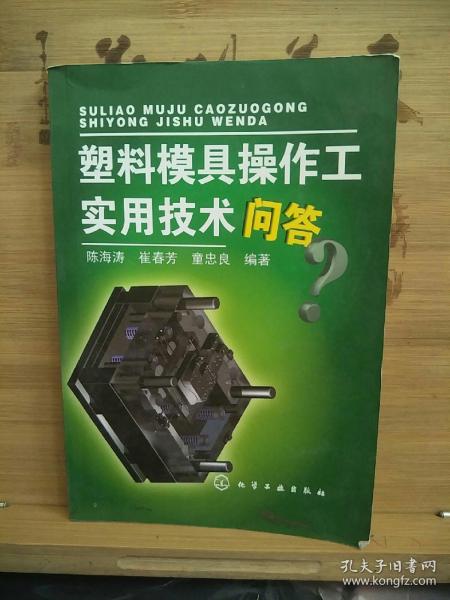 SULIAO MUJU CAOZUOGONG
SHIYONG JISHU WENDA
塑料模具操作工
实用技术问答
?
陈海涛 崔春芳 童忠良 编著
化学工业出版社
孔夫子旧书网
www.kongfz.com